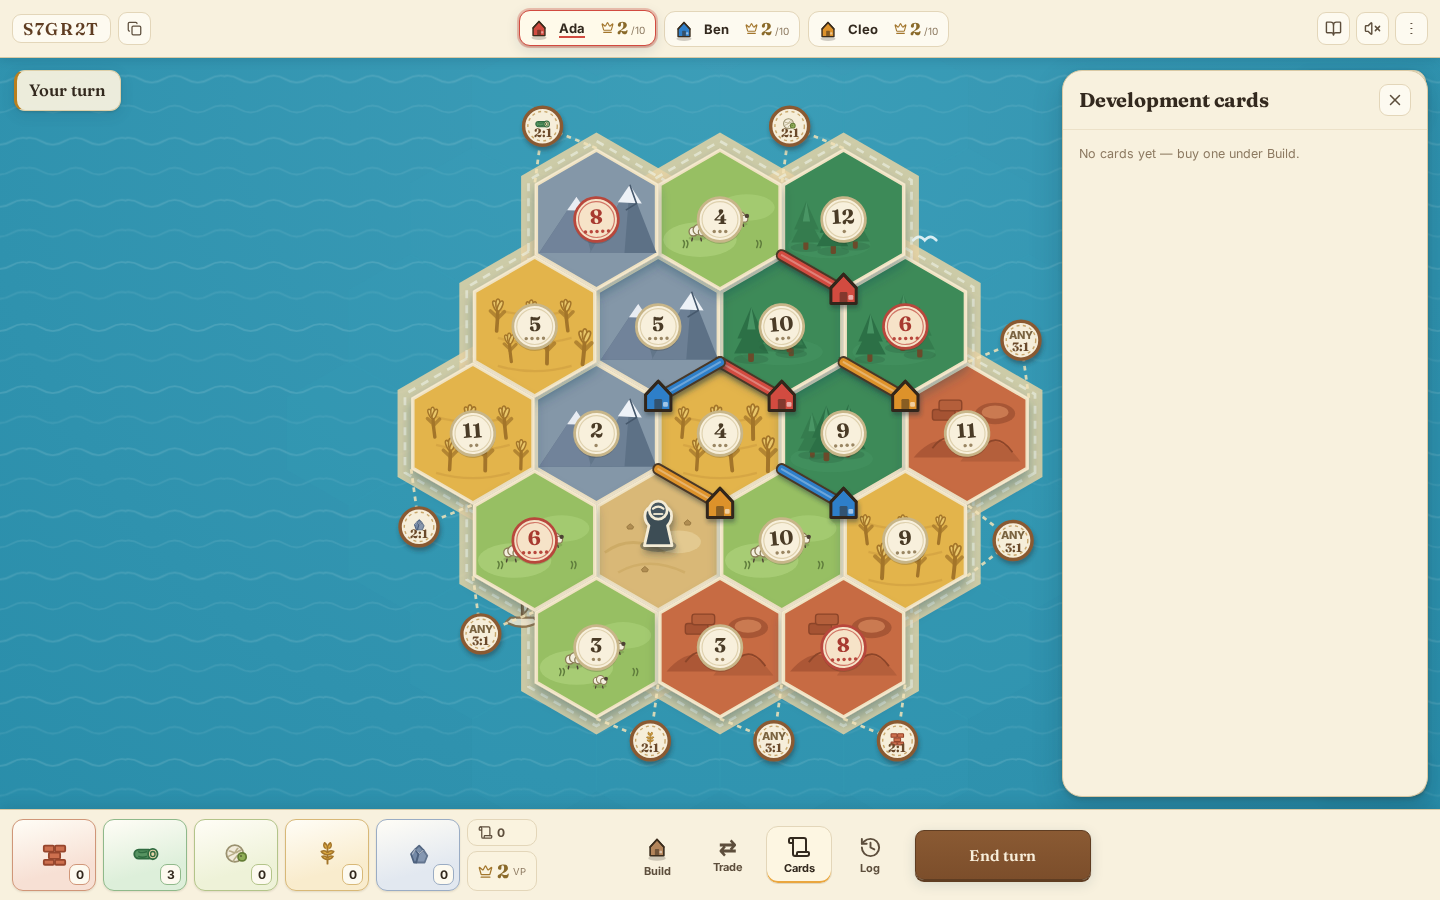 S7GR2T
Ada 2 /10
Ben 2 /10
Cleo 2 /10
Your turn
Development cards
No cards yet — buy one under Build.
2:1
2:1
8
4
12
5
5
10
6
ANY
3:1
11
2
4
9
11
2:1
6
10
9
ANY
3:1
ANY
3:1
3
3
8
2:1
ANY
3:1
2:1
0
3
0
0
0
0
2 VP
Build
Trade
Cards
Log
End turn